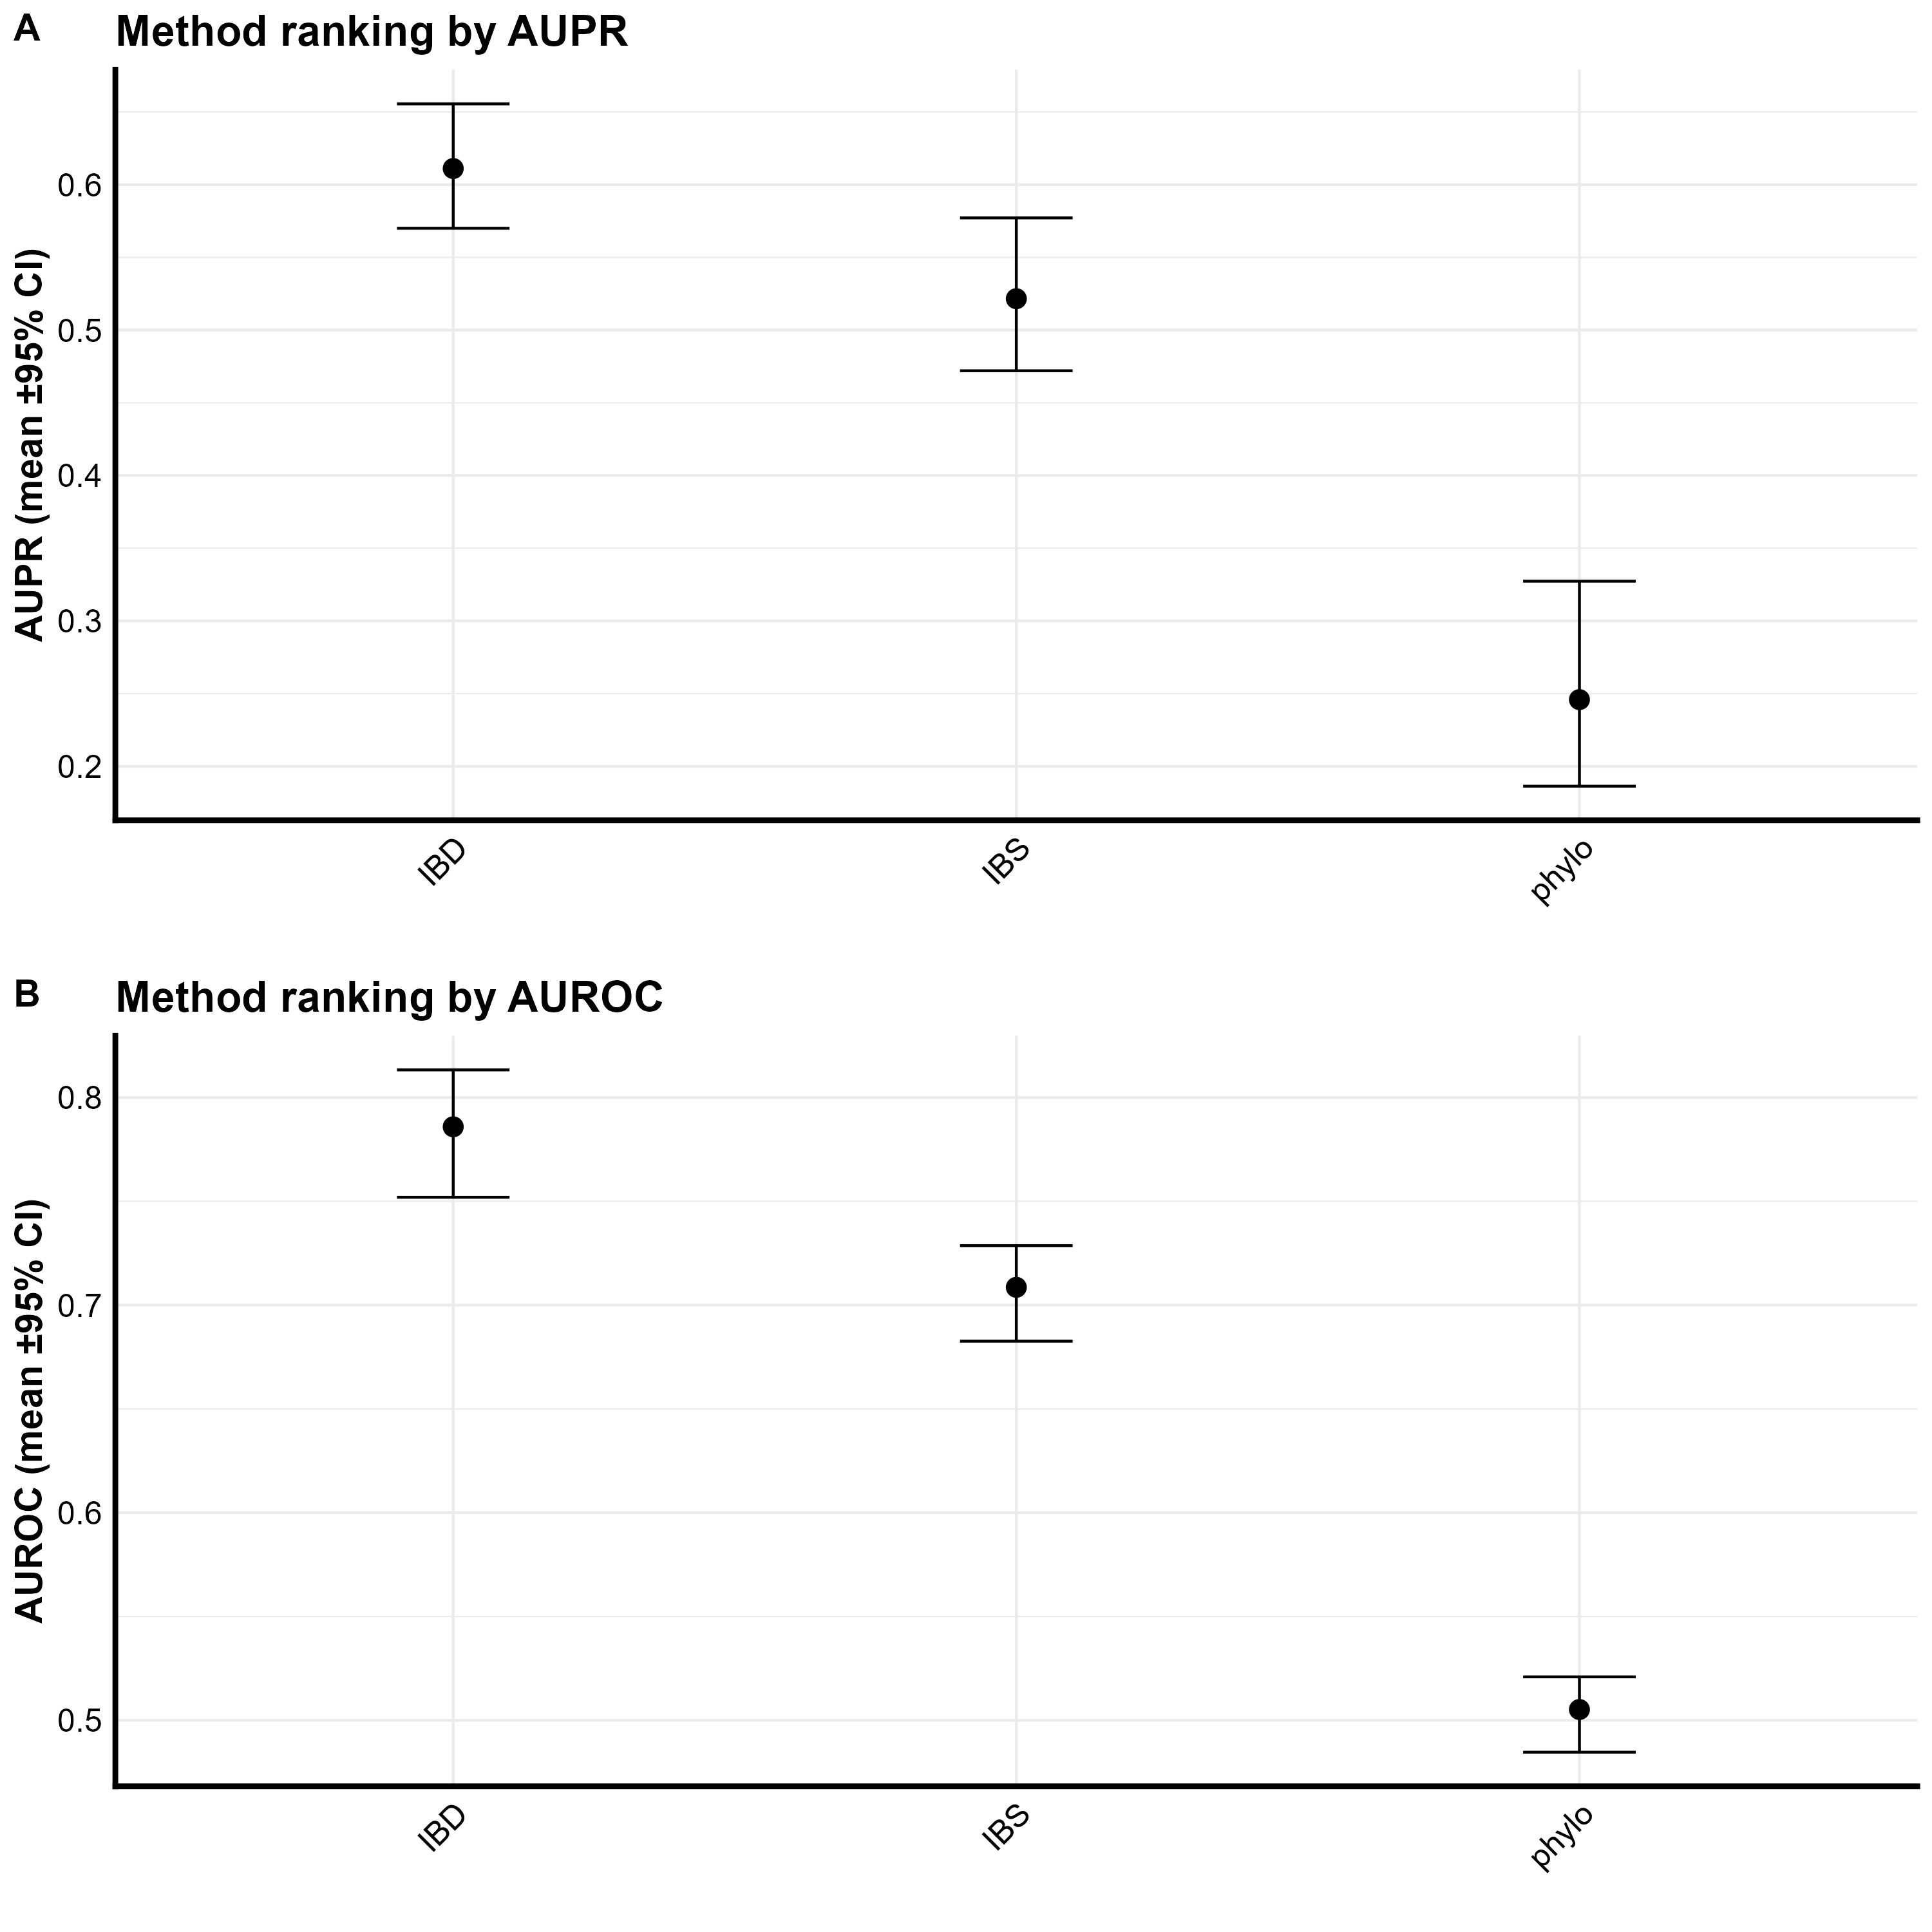 A Method ranking by AUPR
AUPR (mean ±95% CI)
0.6
0.5
0.4
0.3
0.2
IBD IBS phylo
B Method ranking by AUROC
AUROC (mean ±95% CI)
0.8
0.7
0.6
0.5
IBD IBS phylo